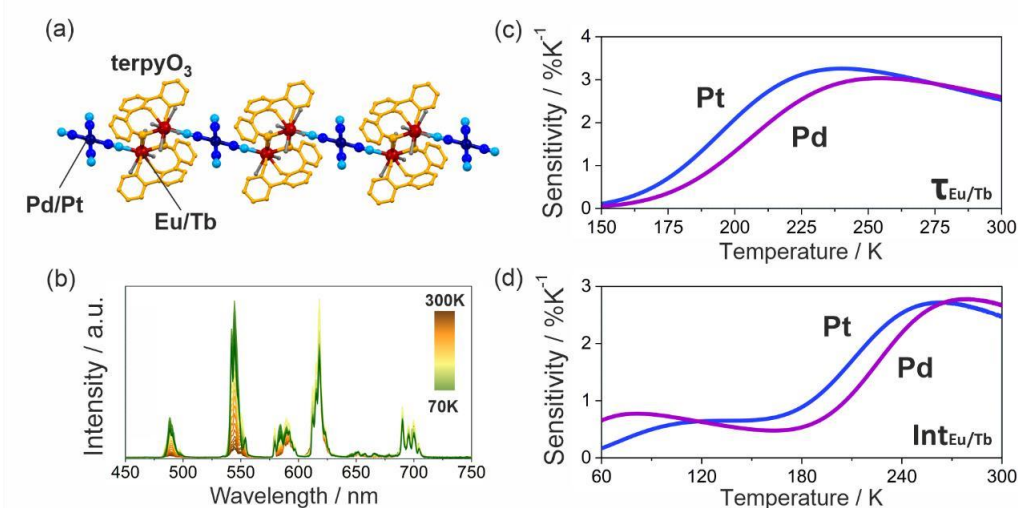 (a)
terpyO3
Pd/Pt
Eu/Tb
(b)
Intensity / a.u.
300K
70K
450 500 550 600 650 700 750
Wavelength / nm
(c)
Sensitivity / %K-1
4
3
2
1
0
Pt
Pd
τEu/Tb
150 175 200 225 250 275 300
Temperature / K
(d)
Sensitivity / %K-1
4
3
2
1
0
Pt
Pd
IntEu/Tb
60 120 180 240 300
Temperature / K